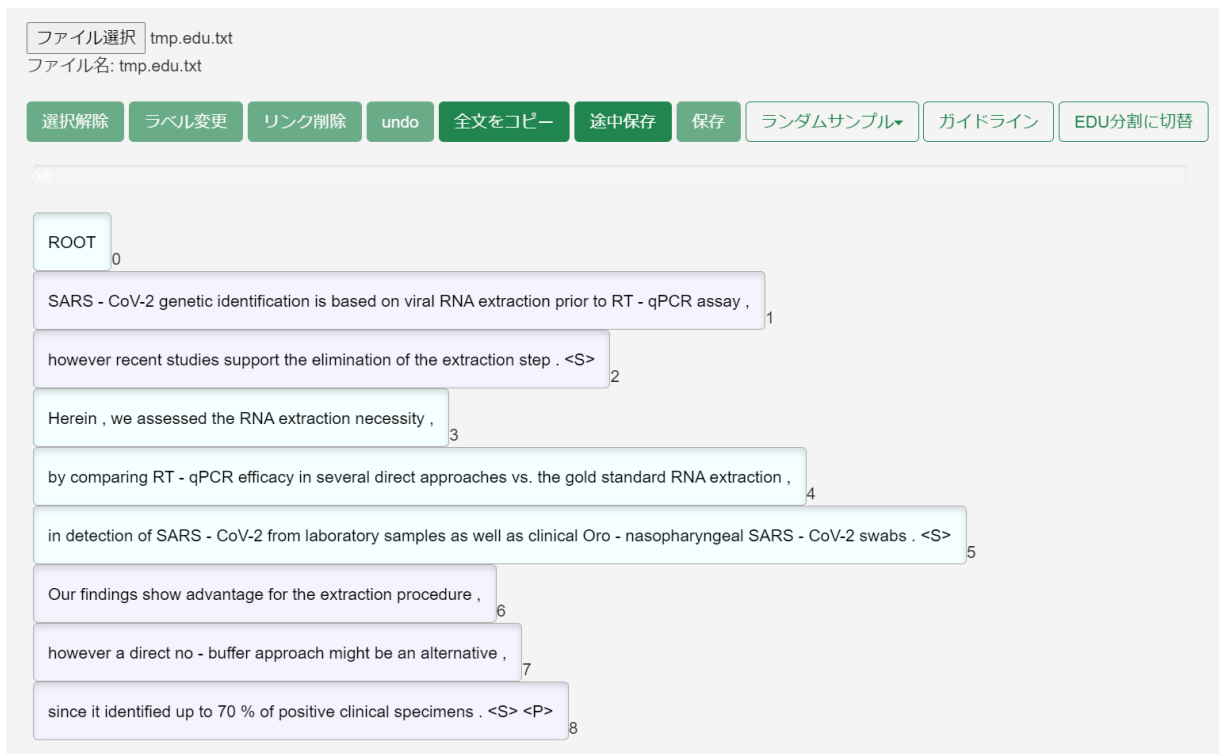 ファイル選択 tmp.edu.txt
ファイル名: tmp.edu.txt
選択解除 ラベル変更 リンク削除 undo 全文をコピー 途中保存 保存 ランダムサンプル▾ ガイドライン EDU分割に切替
0/8
ROOT
0
SARS - CoV-2 genetic identification is based on viral RNA extraction prior to RT - qPCR assay ,
1
however recent studies support the elimination of the extraction step . <S>
2
Herein , we assessed the RNA extraction necessity ,
3
by comparing RT - qPCR efficacy in several direct approaches vs. the gold standard RNA extraction ,
4
in detection of SARS - CoV-2 from laboratory samples as well as clinical Oro - nasopharyngeal SARS - CoV-2 swabs . <S>
5
Our findings show advantage for the extraction procedure ,
6
however a direct no - buffer approach might be an alternative ,
7
since it identified up to 70 % of positive clinical specimens . <S> <P>
8